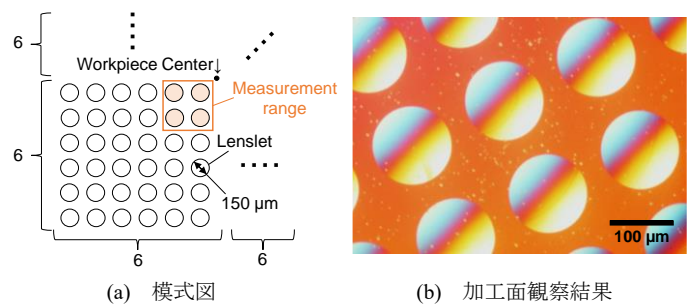 6
Workpiece Center↓
Measurement
range
6
Lenslet
150 μm
6
6
100 μm
(a) 模式図
(b) 加工面観察結果